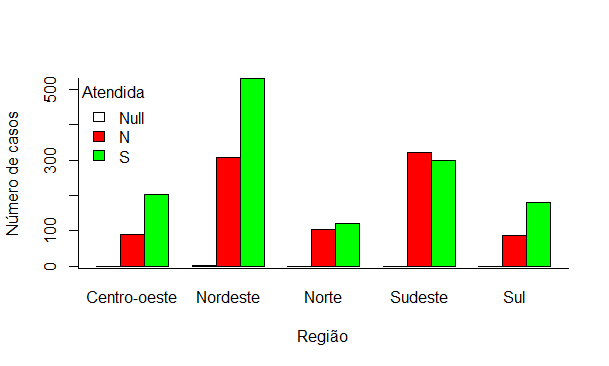 Número de casos
500
300
100
0
Atendida
Null
N
S
Centro-oeste Nordeste Norte Sudeste Sul
Região